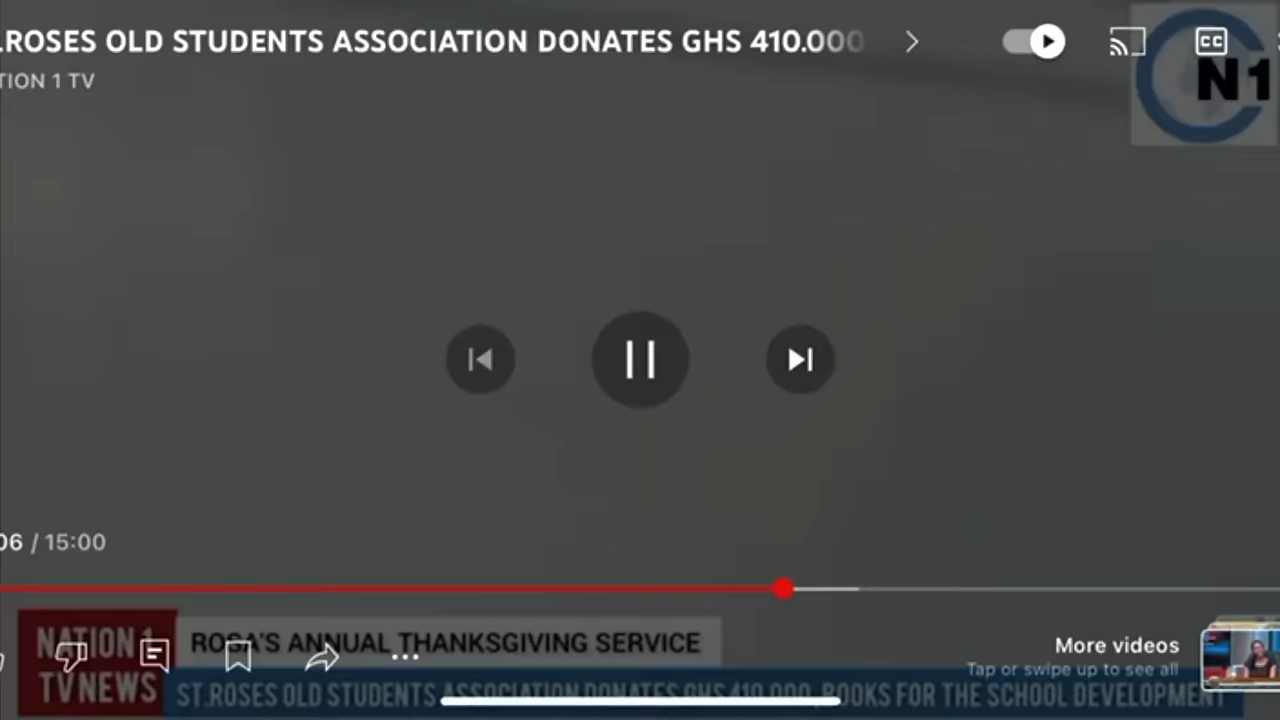 .ROSES OLD STUDENTS ASSOCIATION DONATES GHS 410.000
TION 1 TV
CC
N1
06 / 15:00
NATION 1
TV NEWS
ROSA'S ANNUAL THANKSGIVING SERVICE
ST.ROSES OLD STUDENTS ASSOCIATION DONATES GHS 410,000, BOOKS FOR THE SCHOOL DEVELOPMENT
More videos
Tap or swipe up to see all